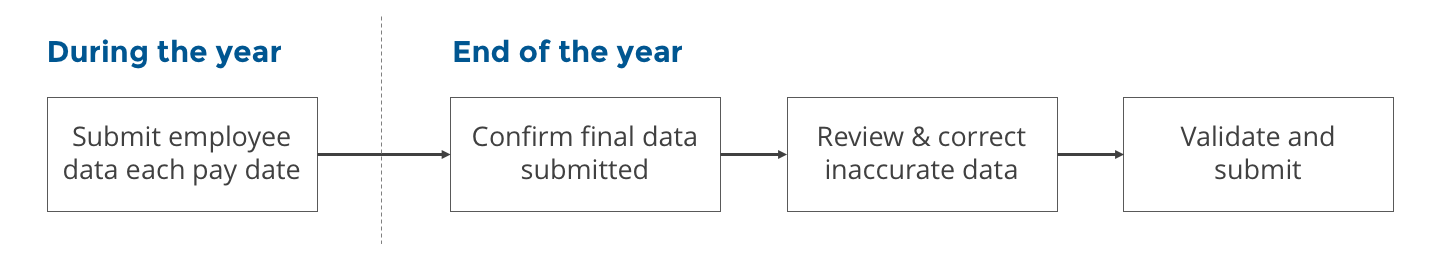 During the year
End of the year
Submit employee
data each pay date
Confirm final data
submitted
Review & correct
inaccurate data
Validate and
submit